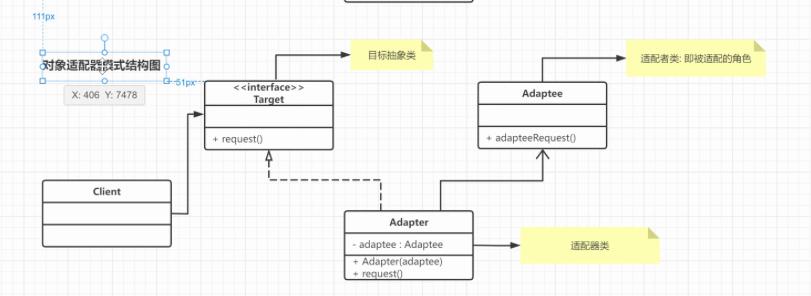 111px
目标抽象类
对象适配器模式结构图
适配者类: 即被适配的角色
51px
<<interface>>
Target
Adaptee
X: 406 Y: 7478
+ request()
+ adapteeRequest()
Client
Adapter
- adaptee : Adaptee
适配器类
+ Adapter(adaptee)
+ request()